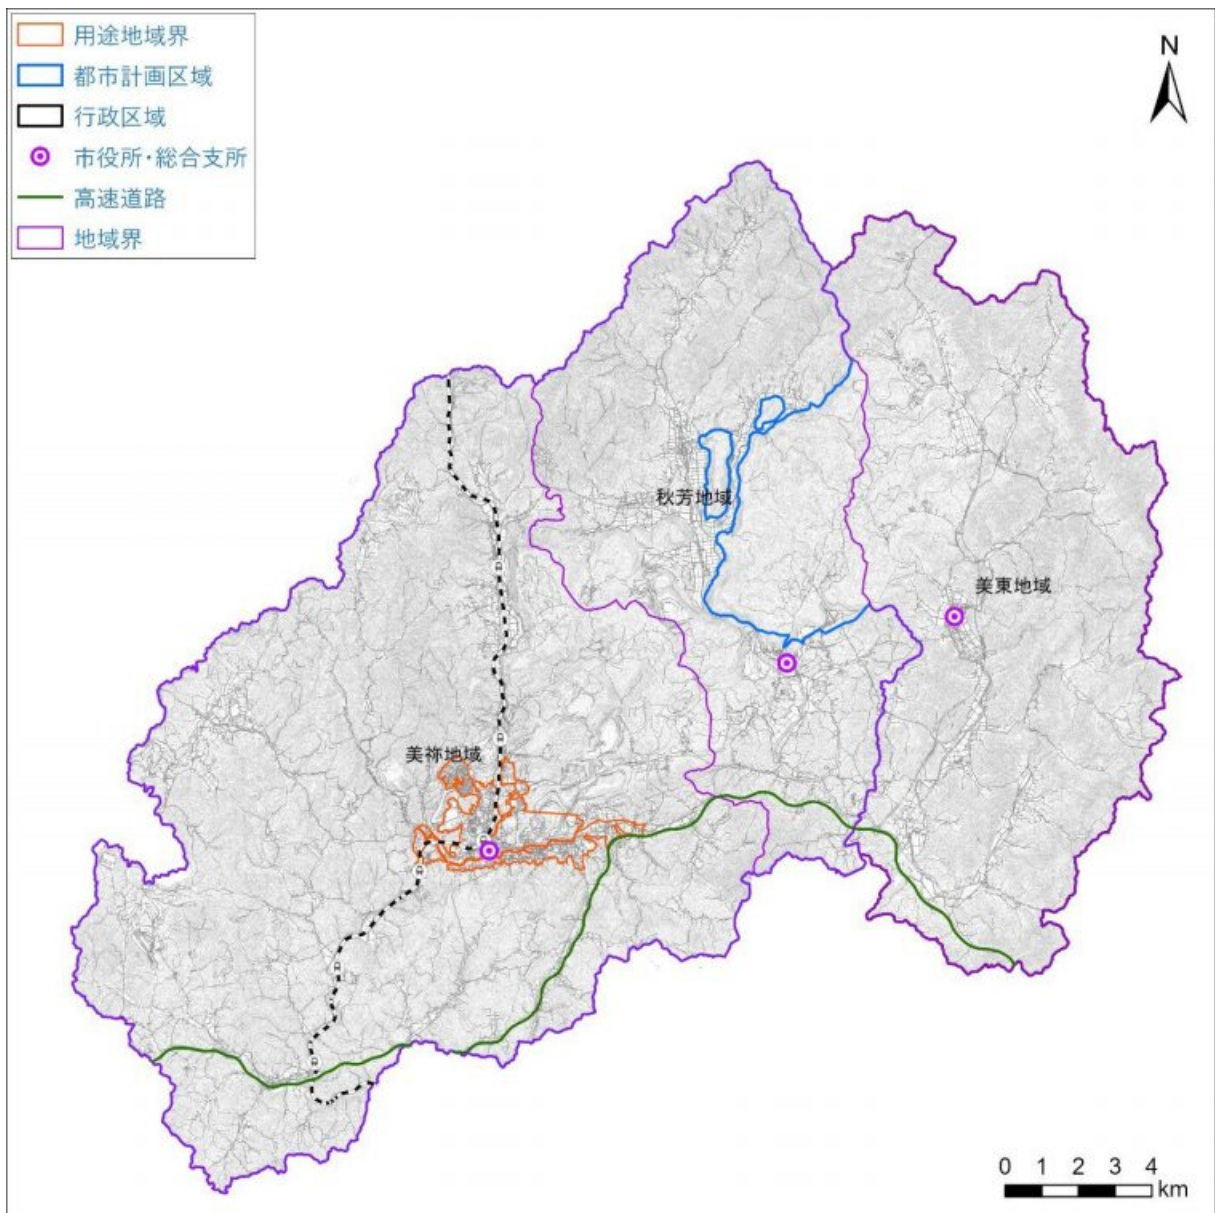 用途地域界
都市計画区域
行政区域
市役所・総合支所
高速道路
地域界
N
秋芳地域
美東地域
美祢地域
0 1 2 3 4
km